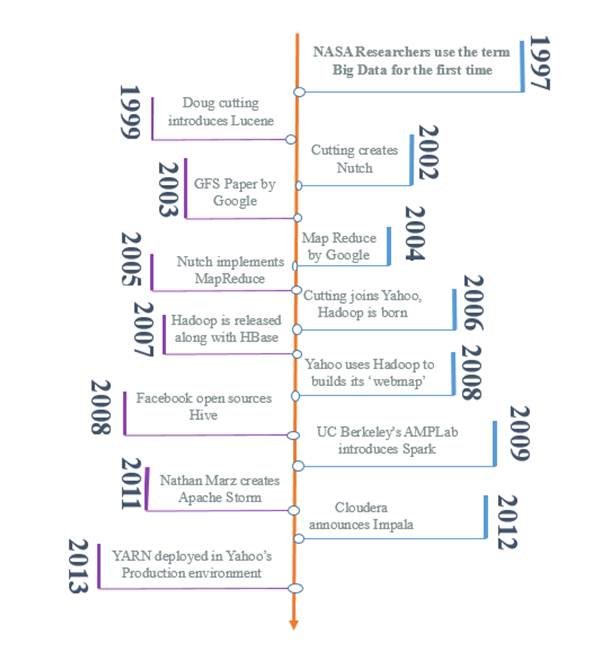 NASA Researchers use the term
Big Data for the first time
1997
Doug cutting
introduces Lucene
1999
Cutting creates
Nutch
2002
GFS Paper by
Google
2003
Map Reduce
by Google
2004
Nutch implements
MapReduce
2005
Cutting joins Yahoo,
Hadoop is born
2006
Hadoop is released
along with HBase
2007
Yahoo uses Hadoop to
builds its ‘webmap’
2008
Facebook open sources
Hive
2008
UC Berkeley's AMPLab
introduces Spark
2009
Nathan Marz creates
Apache Storm
2011
Cloudera
announces Impala
2012
YARN deployed in Yahoo’s
Production environment
2013